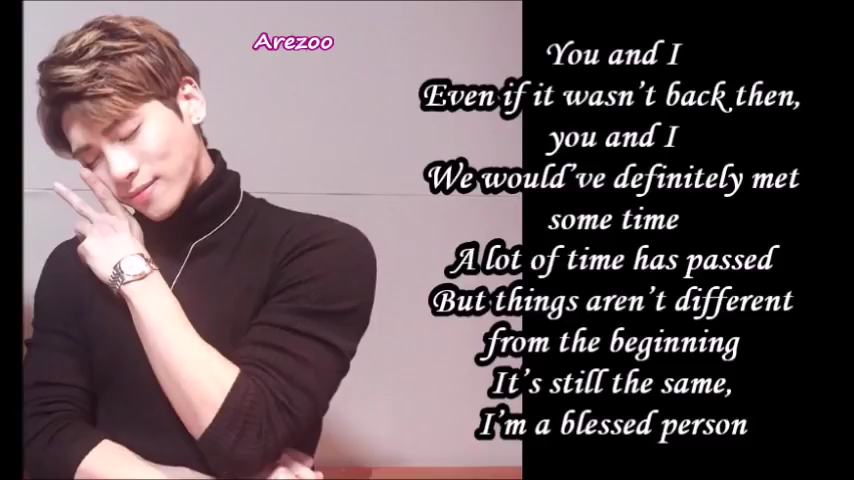 Arezoo
You and I
Even if it wasn't back then,
you and I
We would've definitely met
some time
A lot of time has passed
But things aren't different
from the beginning
It's still the same,
I'm a blessed person